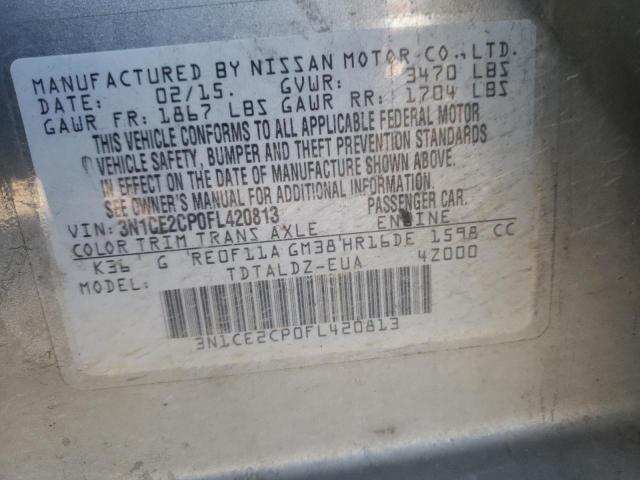 MANUFACTURED BY NISSAN MOTOR CO., LTD.
DATE: 02/15. GVWR: 3470 LBS
GAWR FR: 1867 LBS GAWR RR: 1704 LBS
THIS VEHICLE CONFORMS TO ALL APPLICABLE FEDERAL MOTOR
VEHICLE SAFETY, BUMPER AND THEFT PREVENTION STANDARDS
IN EFFECT ON THE DATE OF MANUFACTURE SHOWN ABOVE.
SEE OWNER'S MANUAL FOR ADDITIONAL INFORMATION.
VIN: 3N1CE2CP0FL420813 PASSENGER CAR.
COLOR TRIM TRANS AXLE ENGINE
K36 G RE0F11A GM38 HR16DE 1598 CC
MODEL: TDTALDZ-EUA 4Z000
3N1CE2CP0FL420813